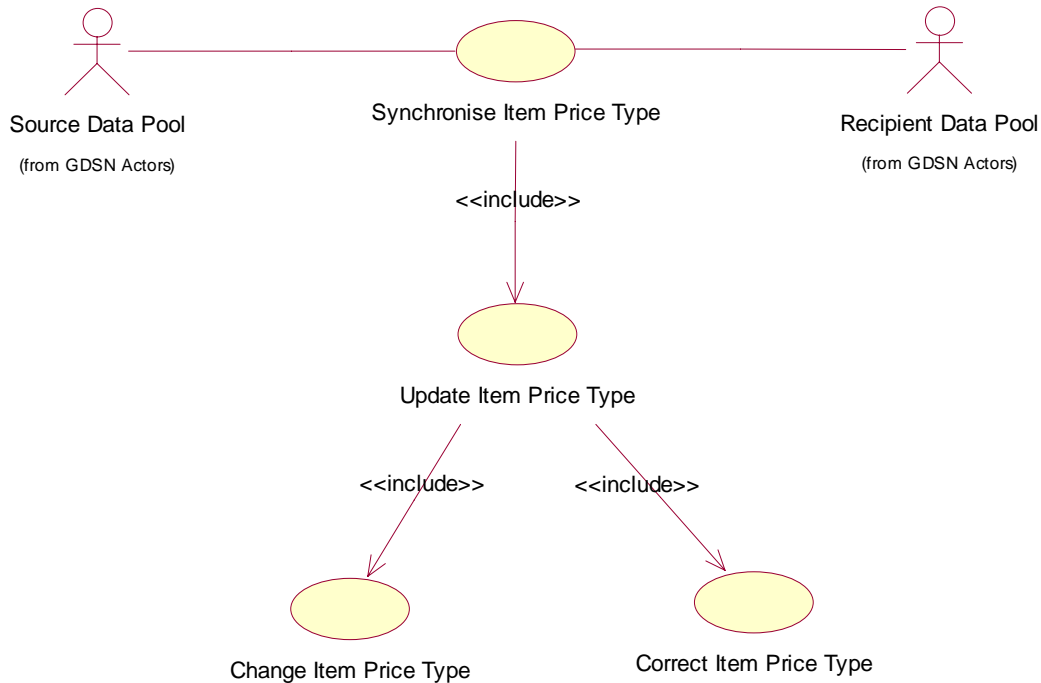 Source Data Pool
(from GDSN Actors)
Synchronise Item Price Type
Recipient Data Pool
(from GDSN Actors)
<<include>>
Update Item Price Type
<<include>>
<<include>>
Change Item Price Type
Correct Item Price Type